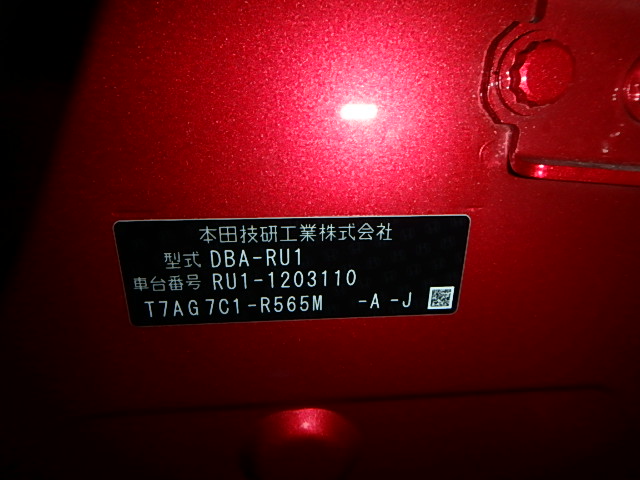 本田技研工業株式会社
型式 DBA-RU1
車台番号 RU1-1203110
T7AG7C1-R565M -A-J